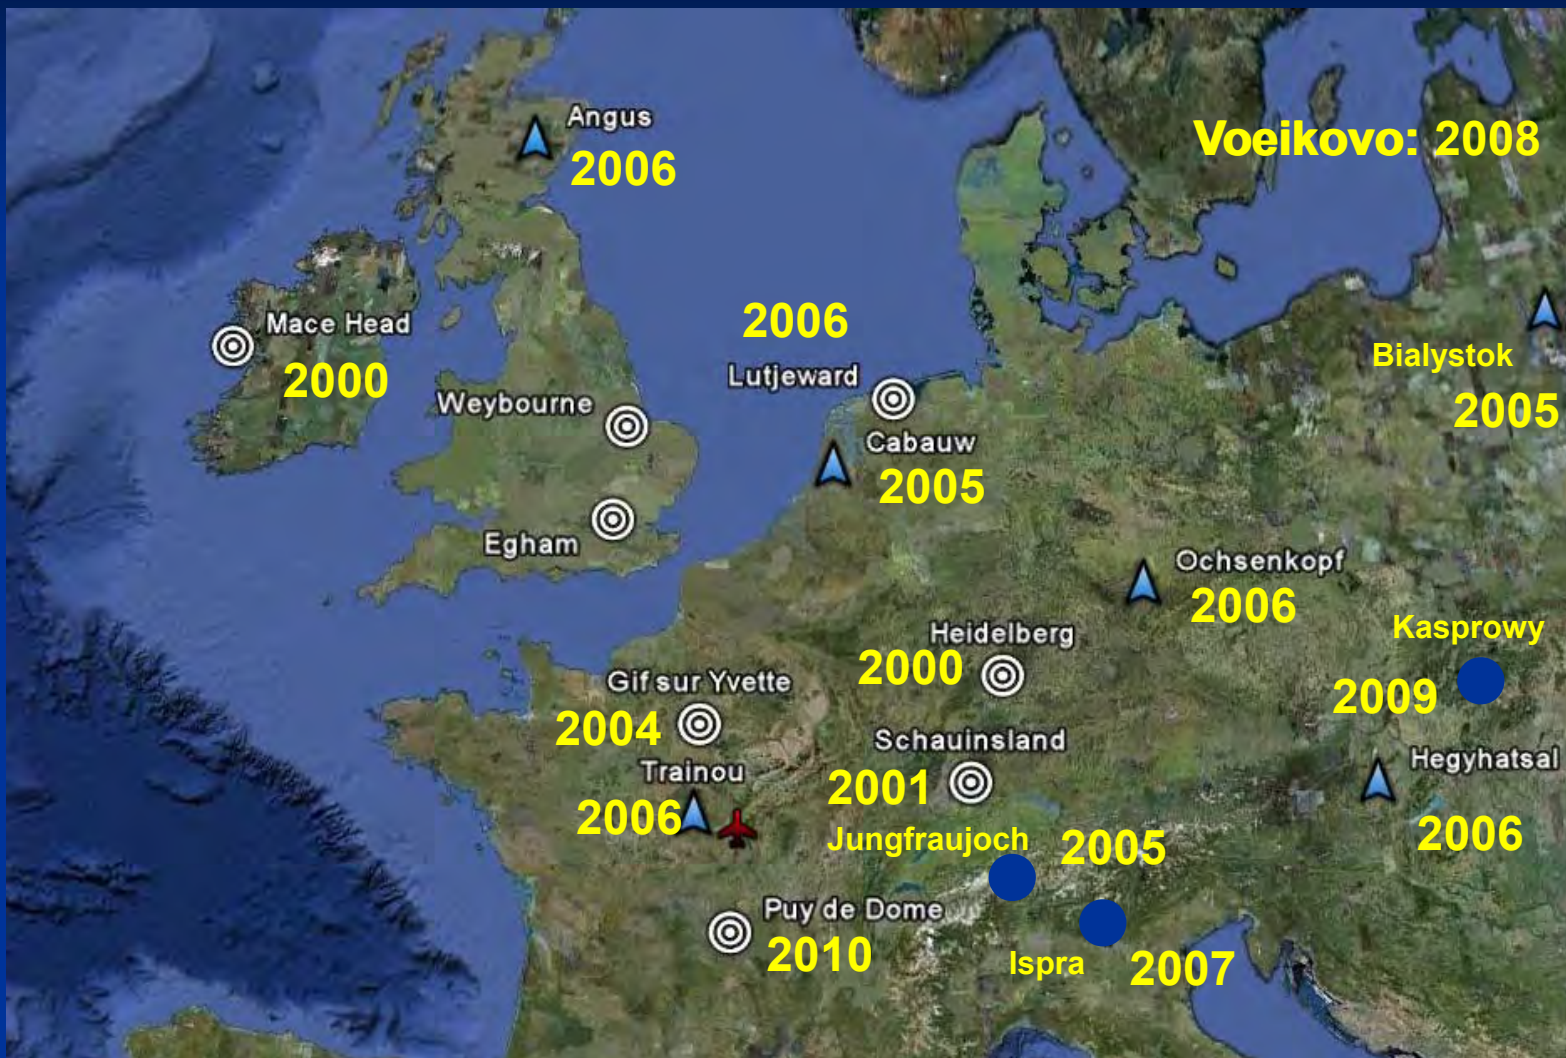 Angus
2006
Voeikovo: 2008
Mace Head
2000
2006
Lutjeward
Weybourne
Bialystok
2005
Cabauw
2005
Egham
Ochsenkopf
2006
Heidelberg
2000
Kasprowy
2009
Gif sur Yvette
2004
Schauinsland
2001
Trainou
2006
Hegyhatsal
2006
Jungfraujoch
2005
Puy de Dome
2010
Ispra
2007